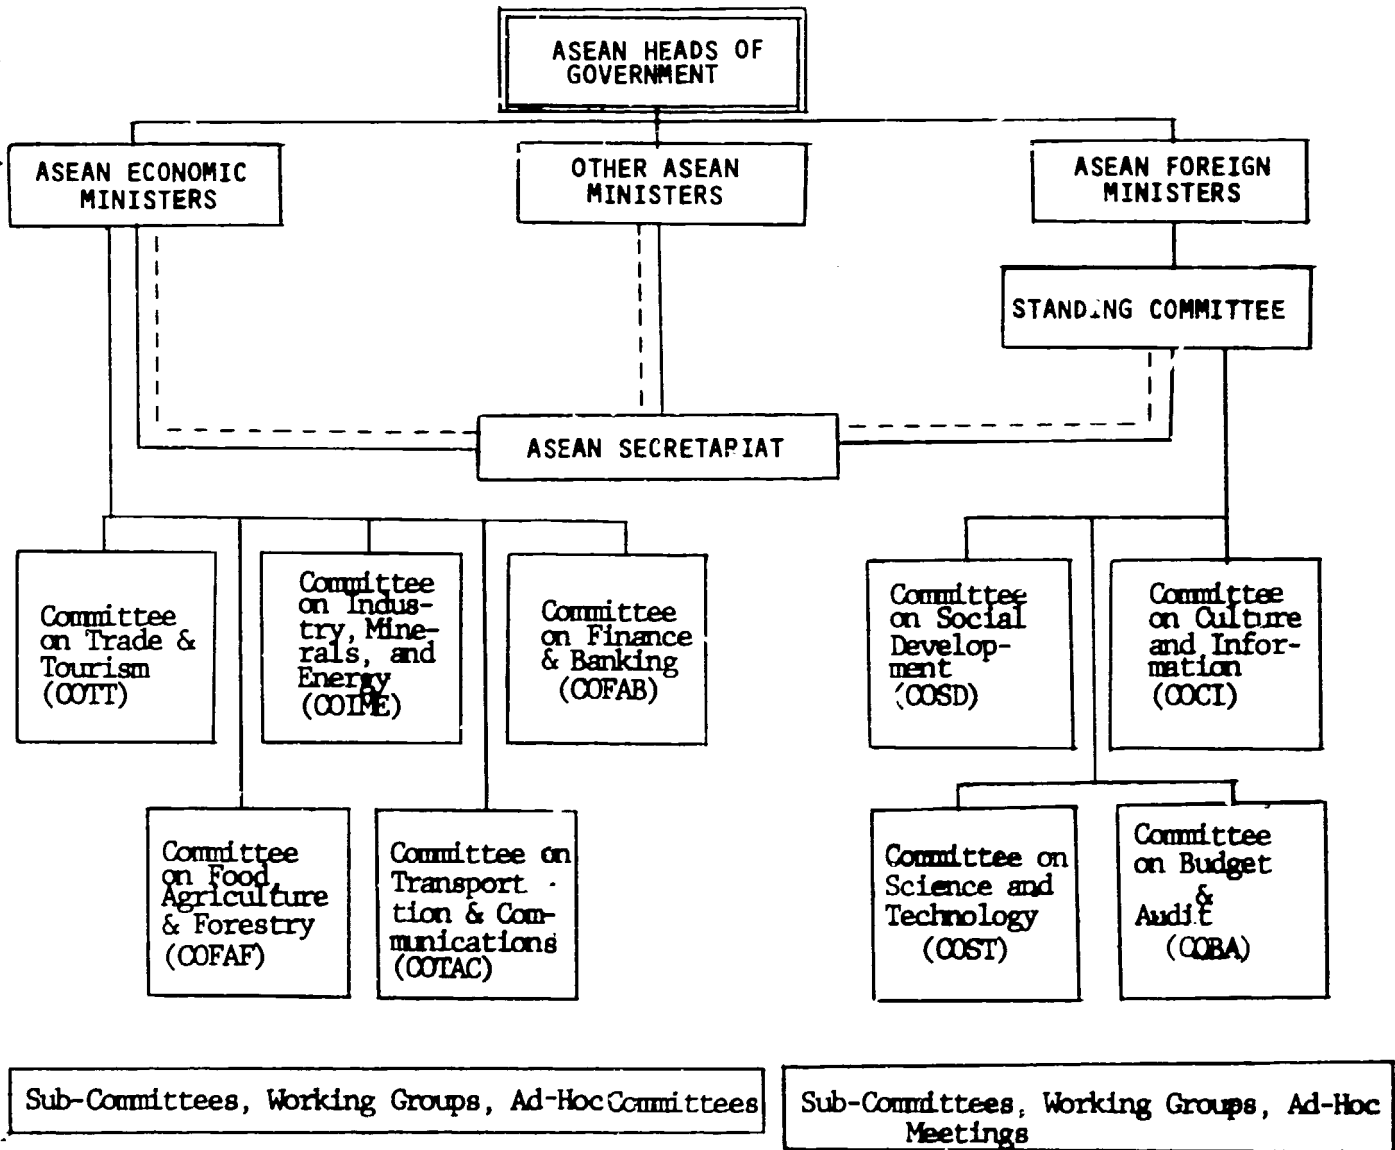 ASEAN HEADS OF
GOVERNMENT
ASEAN ECONOMIC
MINISTERS
OTHER ASEAN
MINISTERS
ASEAN FOREIGN
MINISTERS
STANDING COMMITTEE
ASEAN SECRETARIAT
Committee
on Trade &
Tourism
(COTT)
Committee
on Indus-
try, Mine-
rals, and
Energy
(COIME)
Committee
on Finance
& Banking
(COFAB)
Committee
on Social
Develop-
ment
(COSD)
Committee
on Culture
and Infor-
mation
(COCI)
Committee
on Food,
Agriculture
& Forestry
(COFAF)
Committee on
Transport
tion & Com-
munications
(COTAC)
Committee on
Science and
Technology
(COST)
Committee
on Budget
&
Audit
(COBA)
Sub-Committees, Working Groups, Ad-Hoc Committees
Sub-Committees, Working Groups, Ad-Hoc
Meetings